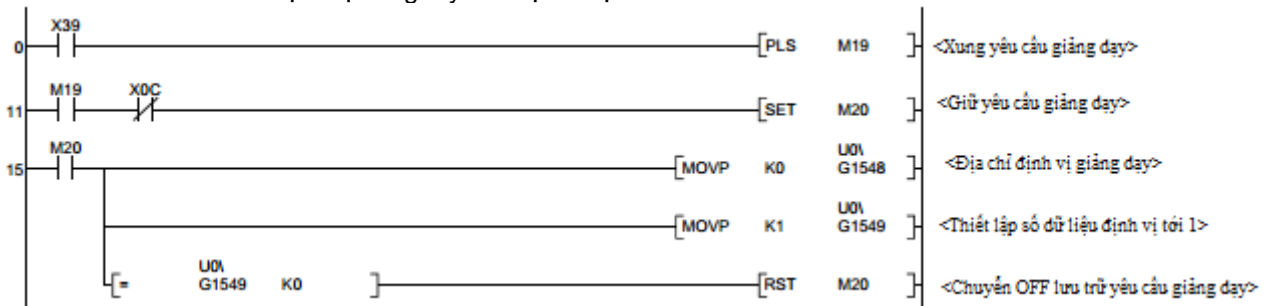 X39
0 [PLS M19 ] <Xung yêu cầu giảng dạy>
M19 X0C
11 [SET M20 ] <Giữ yêu cầu giảng dạy>
M20
15 [MOVP K0 U0\ G1548 ] <Địa chỉ định vị giảng dạy>
[MOVP K1 U0\ G1549 ] <Thiết lập số dữ liệu định vị tới 1>
[= U0\ G1549 K0 ] [RST M20 ] <Chuyển OFF lưu trữ yêu cầu giảng dạy>